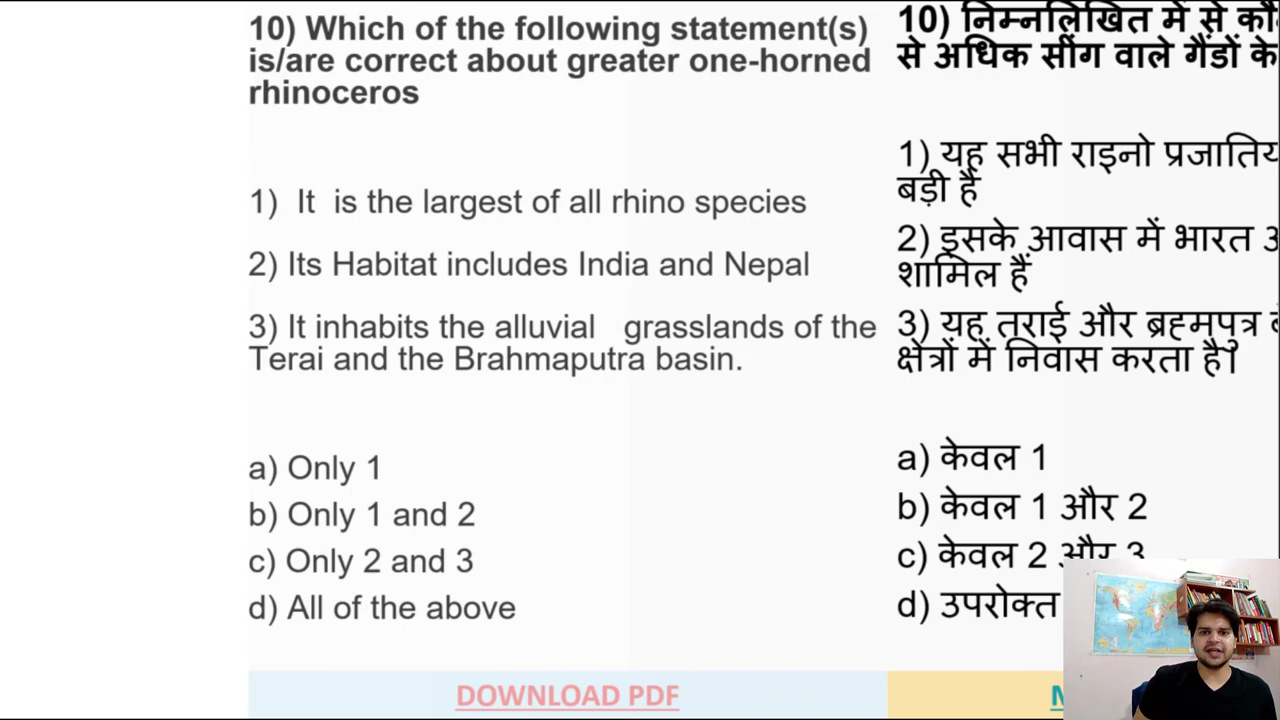 10) Which of the following statement(s)
is/are correct about greater one-horned
rhinoceros
1) It is the largest of all rhino species
2) Its Habitat includes India and Nepal
3) It inhabits the alluvial grasslands of the
Terai and the Brahmaputra basin.
a) Only 1
b) Only 1 and 2
c) Only 2 and 3
d) All of the above
DOWNLOAD PDF
10) निम्नलिखित में से
से अधिक सींग वाले गैंडों के
1) यह सभी राइनो
बड़ी है
2) इसके आवास में भारत
शामिल हैं
3) यह तराई और ब्रह्मपुत्र
क्षेत्रों में निवास करता है।
a) केवल 1
b) केवल 1 और 2
c) केवल 2 और 3
d) उपरोक्त